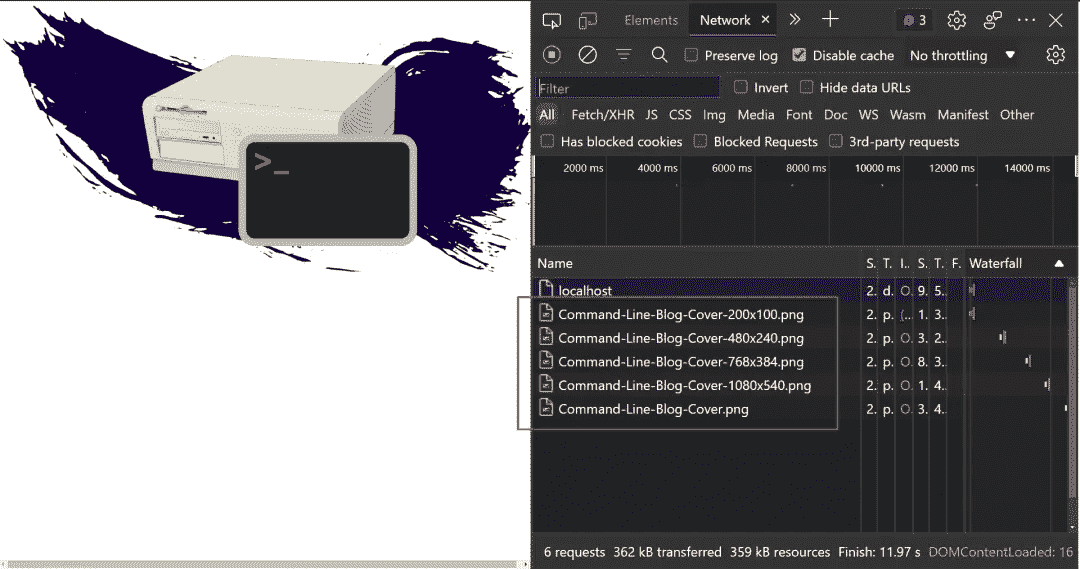 >_
Elements Network × » + 3 ··· ×
Preserve log Disable cache No throttling
Filter Invert Hide data URLs
All Fetch/XHR JS CSS Img Media Font Doc WS Wasm Manifest Other
Has blocked cookies Blocked Requests 3rd-party requests
2000 ms 4000 ms 6000 ms 8000 ms 10000 ms 12000 ms 14000 ms
Name S. T. I.. S. T. F. Waterfall
localhost 2. d. O. 9. 5.
Command-Line-Blog-Cover-200x100.png 2. p. (.. 1. 3.
Command-Line-Blog-Cover-480x240.png 2. p. O. 3. 2.
Command-Line-Blog-Cover-768x384.png 2. p. O. 8. 3.
Command-Line-Blog-Cover-1080x540.png 2. p. O. 1. 4.
Command-Line-Blog-Cover.png 2. p. O. 3. 4.
6 requests 362 kB transferred 359 kB resources Finish: 11.97 s DOMContentLoaded: 16